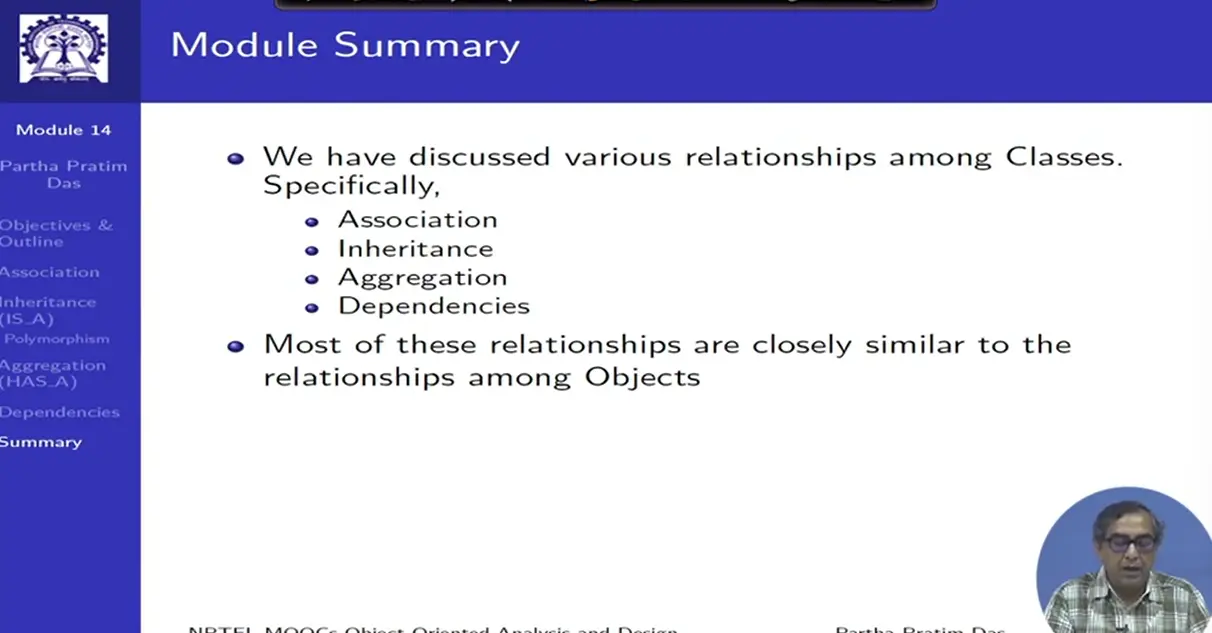 Module Summary
Module 14
Partha Pratim
Das
Objectives &
Outline
Association
Inheritance
(IS_A)
Polymorphism
Aggregation
(HAS_A)
Dependencies
Summary
We have discussed various relationships among Classes.
Specifically,
Association
Inheritance
Aggregation
Dependencies
Most of these relationships are closely similar to the
relationships among Objects
NPTEL MOOCs Object Oriented Analysis and Design
Partha Pratim Das